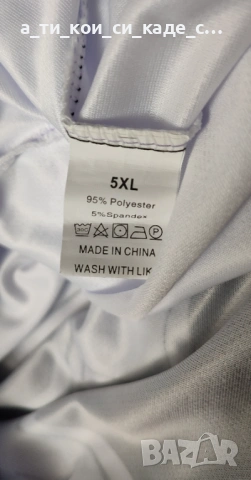 а_ти_кои_си_каде_с...
5XL
95% Polyester
5%Spandex
MADE IN CHINA
WASH WITH LIK
BAZAR